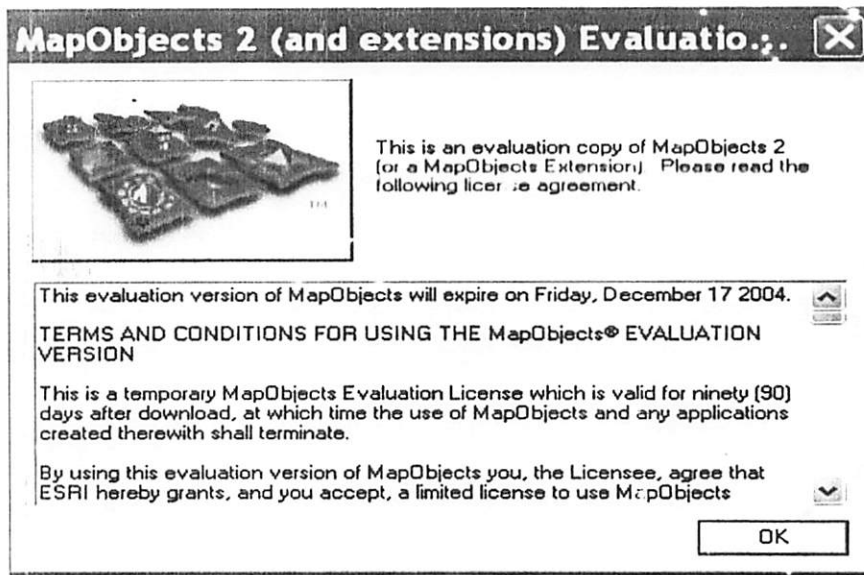 MapObjects 2 (and extensions) Evaluatio...
This is an evaluation copy of MapObjects 2
(or a MapObjects Extension). Please read the
following license agreement.
TM
This evaluation version of MapObjects will expire on Friday, December 17 2004.
TERMS AND CONDITIONS FOR USING THE MapObjects® EVALUATION
VERSION
This is a temporary MapObjects Evaluation License which is valid for ninety (90)
days after download, at which time the use of MapObjects and any applications
created therewith shall terminate.
By using this evaluation version of MapObjects you, the Licensee, agree that
ESRI hereby grants, and you accept, a limited license to use MapObjects
OK